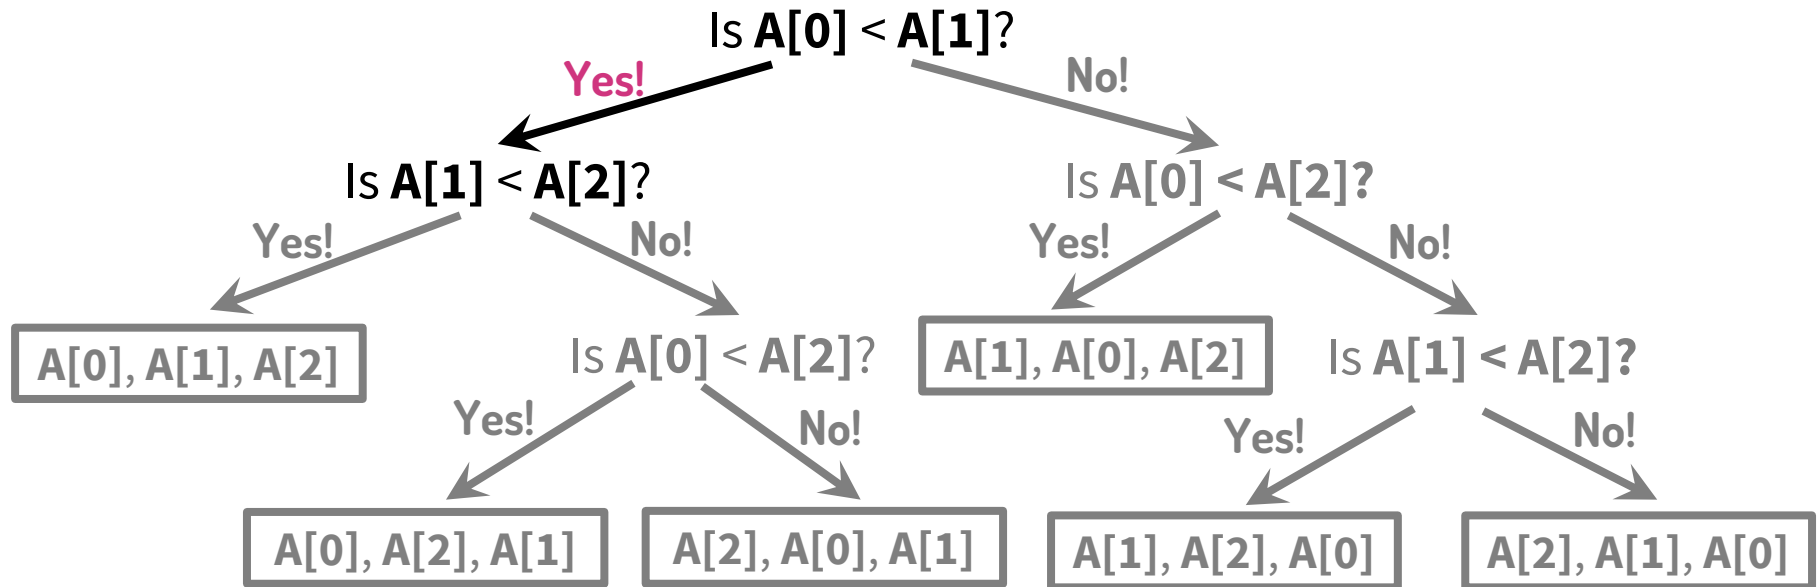 Is A[0] < A[1]?
Yes!
No!
Is A[1] < A[2]?
Is A[0] < A[2]?
Yes!
No!
Yes!
No!
A[0], A[1], A[2]
Is A[0] < A[2]?
A[1], A[0], A[2]
Is A[1] < A[2]?
Yes!
No!
Yes!
No!
A[0], A[2], A[1]
A[2], A[0], A[1]
A[1], A[2], A[0]
A[2], A[1], A[0]